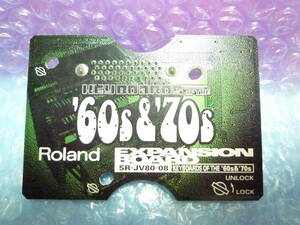 KEYBOARDS OF THE
'60s & '70s
Roland
EXPANSION
BOARD
SR-JV80-08 KEYBOARDS OF THE '60s & '70s
UNLOCK
LOCK